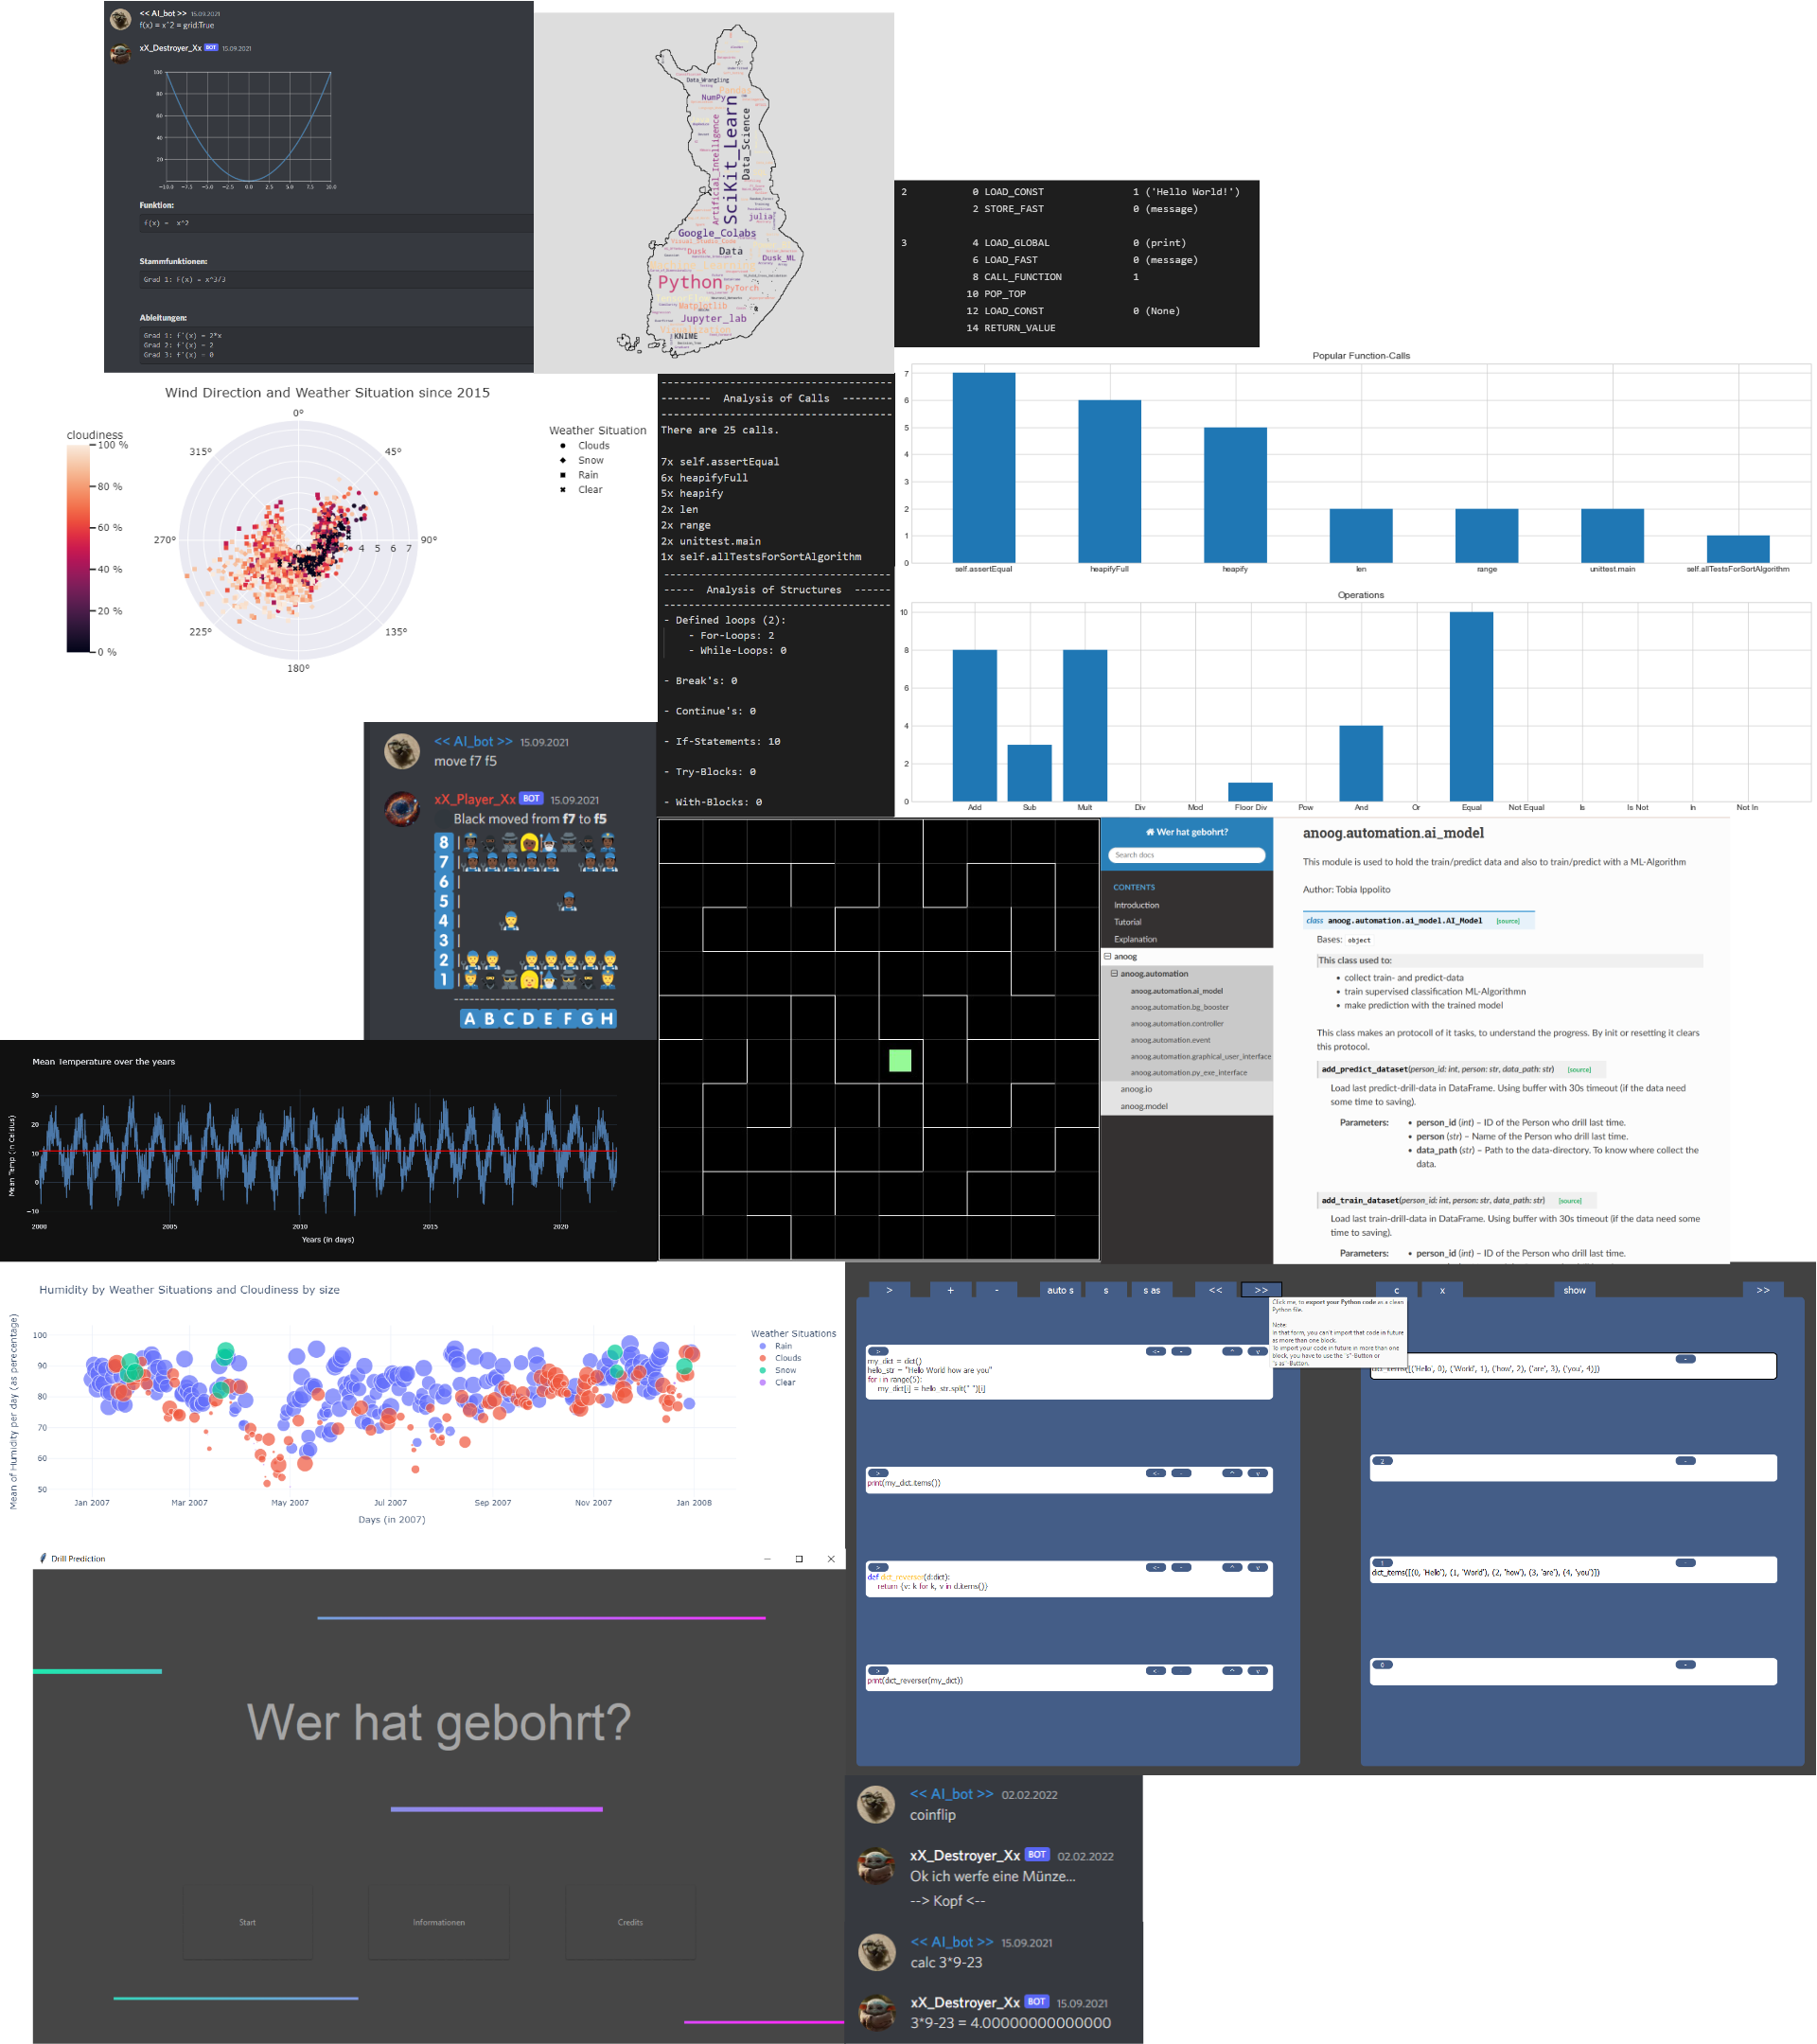 << AI_bot >> 15.09.2021
f(x) = x^2 = grid:True
xX_Destroyer_Xx BOT 15.09.2021
100
80
60
40
20
-10.0 -7.5 -5.0 -2.5 0.0 2.5 5.0 7.5 10.0
Funktion:
f(x) = x^2
Stammfunktionen:
Grad 1: F(x) = x^3/3
Ableitungen:
Grad 1: f'(x) = 2*x
Grad 2: f'(x) = 2
Grad 3: f'(x) = 0
Data_Wrangling
Pandas
NumPy
SciKit_Learn
Data_Science
Artificial_Intelligence
julia
Google_Colabs
Visual_Studio_Code
Dusk Data
Dusk_ML
Python
PyTorch
Matplotlib
Jupyter_lab
Visualization
KNIME
2 0 LOAD_CONST 1 ('Hello World!')
2 STORE_FAST 0 (message)
3 4 LOAD_GLOBAL 0 (print)
6 LOAD_FAST 0 (message)
8 CALL_FUNCTION 1
10 POP_TOP
12 LOAD_CONST 0 (None)
14 RETURN_VALUE
Wind Direction and Weather Situation since 2015
cloudiness
100 %
80 %
60 %
40 %
20 %
0 %
0°
45°
90°
135°
180°
225°
270°
315°
0 3 4 5 6 7
Weather Situation
Clouds
Snow
Rain
Clear
-------- Analysis of Calls --------
There are 25 calls.
7x self.assertEqual
6x heapifyFull
5x heapify
2x len
2x range
2x unittest.main
1x self.allTestsForSortAlgorithm
----- Analysis of Structures ------
- Defined loops (2):
- For-Loops: 2
- While-Loops: 0
- Break's: 0
- Continue's: 0
- If-Statements: 10
- Try-Blocks: 0
- With-Blocks: 0
Popular Function-Calls
7
6
5
4
3
2
1
0
self.assertEqual heapifyFull heapify len range unittest.main self.allTestsForSortAlgorithm
Operations
10
8
6
4
2
0
Add Sub Mult Div Mod Floor Div Pow And Or Equal Not Equal Is Is Not In Not In
<< AI_bot >> 15.09.2021
move f7 f5
xX_Player_Xx BOT 15.09.2021
Black moved from f7 to f5
8
7
6
5
4
3
2
1
A B C D E F G H
Wer hat gebohrt?
Search docs
CONTENTS
Introduction
Tutorial
Explanation
anoog
anoog.automation
anoog.automation.ai_model
anoog.automation.bg_booster
anoog.automation.controller
anoog.automation.event
anoog.automation.graphical_user_interface
anoog.automation.py_exe_interface
anoog.io
anoog.model
anoog.automation.ai_model
This module is used to hold the train/predict data and also to train/predict with a ML-Algorithm
Author: Tobia Ippolito
class anoog.automation.ai_model.AI_Model [source]
Bases: object
This class used to:
collect train- and predict-data
train supervised classification ML-Algorithmn
make prediction with the trained model
This class makes an protocoll of it tasks, to understand the progress. By init or resetting it clears
this protocol.
add_predict_dataset(person_id: int, person: str, data_path: str) [source]
Load last predict-drill-data in DataFrame. Using buffer with 30s timeout (if the data need
some time to saving).
Parameters: person_id (int) – ID of the Person who drill last time.
person (str) – Name of the Person who drill last time.
data_path (str) – Path to the data-directory. To know where collect the
data.
add_train_dataset(person_id: int, person: str, data_path: str) [source]
Load last train-drill-data in DataFrame. Using buffer with 30s timeout (if the data need some
time to saving).
Parameters: person_id (int) – ID of the Person who drill last time.
Mean Temperature over the years
Mean Temp (in Celsius)
30
20
10
0
−10
2000 2005 2010 2015 2020
Years (in days)
Humidity by Weather Situations and Cloudiness by size
Mean of Humidity per day (as perecentage)
100
90
80
70
60
50
Jan 2007 Mar 2007 May 2007 Jul 2007 Sep 2007 Nov 2007 Jan 2008
Days (in 2007)
Weather Situations
Rain
Clouds
Snow
Clear
> + - auto s s s as << >> c x show >>
Click me, to export your Python code as a clean
Python file.
Note:
In that form, you can't import that code in future
as more than one block.
To import your code in future in more than one
block, you have to use the 's'-Button or
's as'-Button.
> <- - ^ v
my_dict = dict()
hello_str = "Hello World how are you"
for i in range(5):
my_dict[i] = hello_str.split(" ")[i]
> <- - ^ v
print(my_dict.items())
> <- - ^ v
def dict_reverser(d:dict):
return {v: k for k, v in d.items()}
> < - ^ v
print(dict_reverser(my_dict))
-
dict_items([('Hello', 0), ('World', 1), ('how', 2), ('are', 3), ('you', 4)])
2 -
1 -
dict_items([(0, 'Hello'), (1, 'World'), (2, 'how'), (3, 'are'), (4, 'you')])
0 -
Drill Prediction
Wer hat gebohrt?
Start Informationen Credits
<< AI_bot >> 02.02.2022
coinflip
xX_Destroyer_Xx BOT 02.02.2022
Ok ich werfe eine Münze...
--> Kopf <--
<< AI_bot >> 15.09.2021
calc 3*9-23
xX_Destroyer_Xx BOT 15.09.2021
3*9-23 = 4.00000000000000